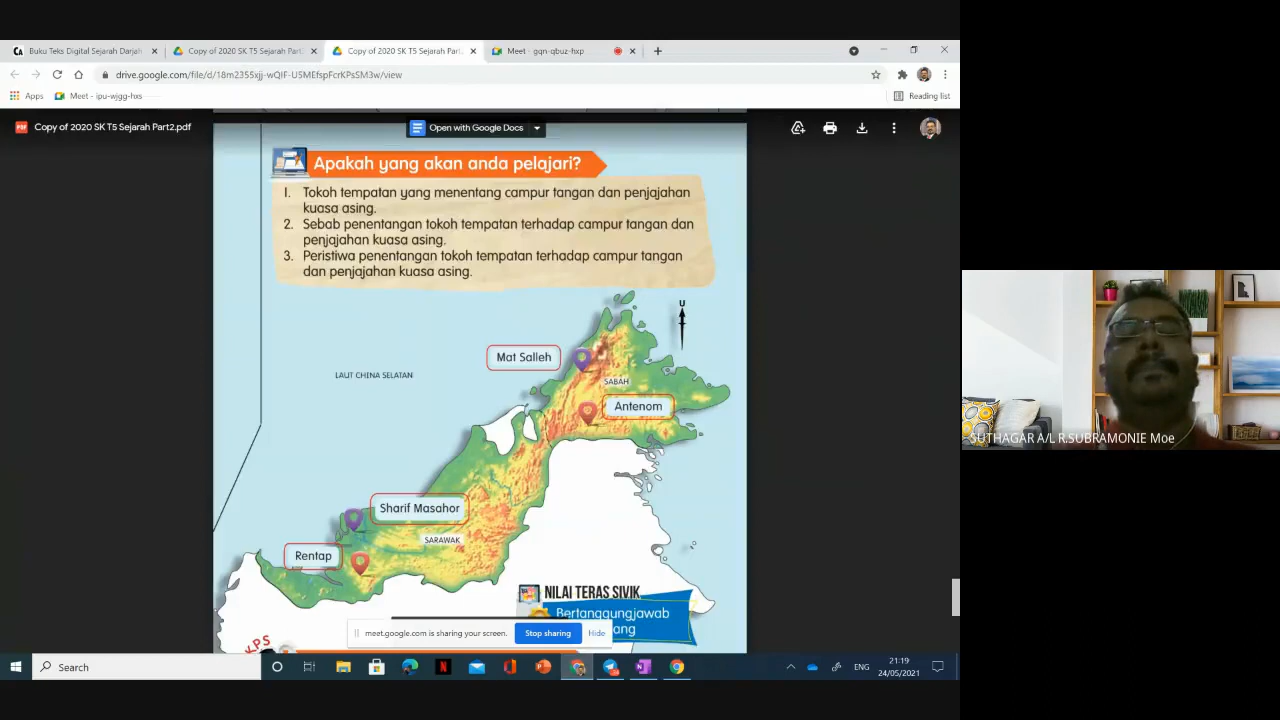 Buku Teks Digital Sejarah Darjah
Copy of 2020 SK T5 Sejarah Part
Copy of 2020 SK T5 Sejarah Part
Meet - gqn-qbuz-hxp
drive.google.com/file/d/18m2355xjj-wQIF-U5MEfspFcrKPsSM3w/view
Apps
Meet - ipu-wjgg-hxs
Reading list
Copy of 2020 SK T5 Sejarah Part2.pdf
Open with Google Docs
Apakah yang akan anda pelajari?
1. Tokoh tempatan yang menentang campur tangan dan penjajahan
kuasa asing.
2. Sebab penentangan tokoh tempatan terhadap campur tangan dan
penjajahan kuasa asing.
3. Peristiwa penentangan tokoh tempatan terhadap campur tangan
dan penjajahan kuasa asing.
U
Mat Salleh
LAUT CHINA SELATAN
SABAH
Antenom
SUTHAGAR A/L R.SUBRAMONIE Moe
Sharif Masahor
SARAWAK
Rentap
NILAI TERAS SIVIK
Bertanggungjawab
meet.google.com is sharing your screen.
Stop sharing
Hide
KPS
Search
ENG
21:19
24/05/2021